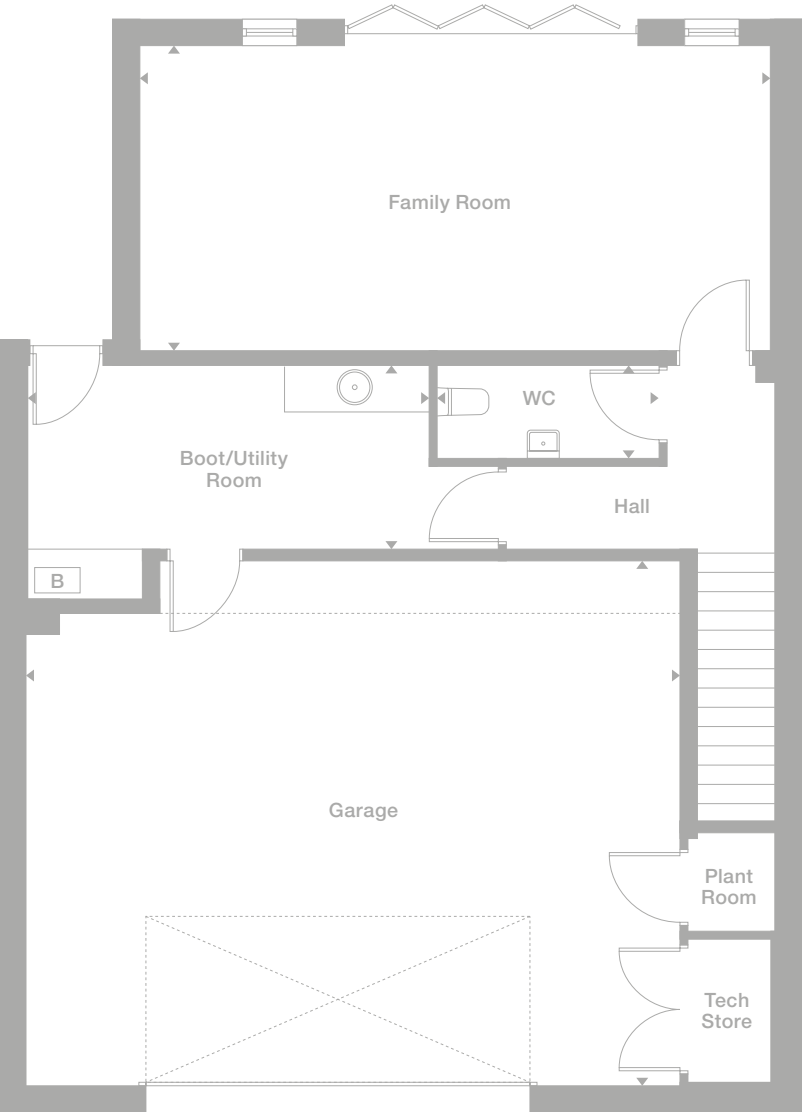 Family Room
WC
Boot/Utility
Room
Hall
B
Garage
Plant
Room
Tech
Store